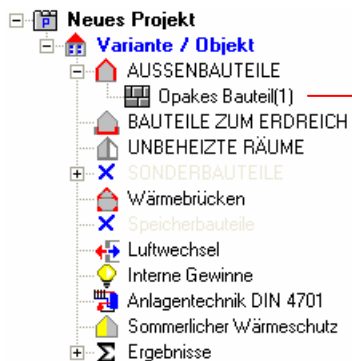 Neues Projekt
Variante / Objekt
AUSSENBAUTEILE
Opakes Bauteil(1)
BAUTEILE ZUM ERDREICH
UNBEHEIZTE RÄUME
SONDERBAUTEILE
Wärmebrücken
Speicherbauteile
Luftwechsel
Interne Gewinne
Anlagentechnik DIN 4701
Sommerlicher Wärmeschutz
Ergebnisse